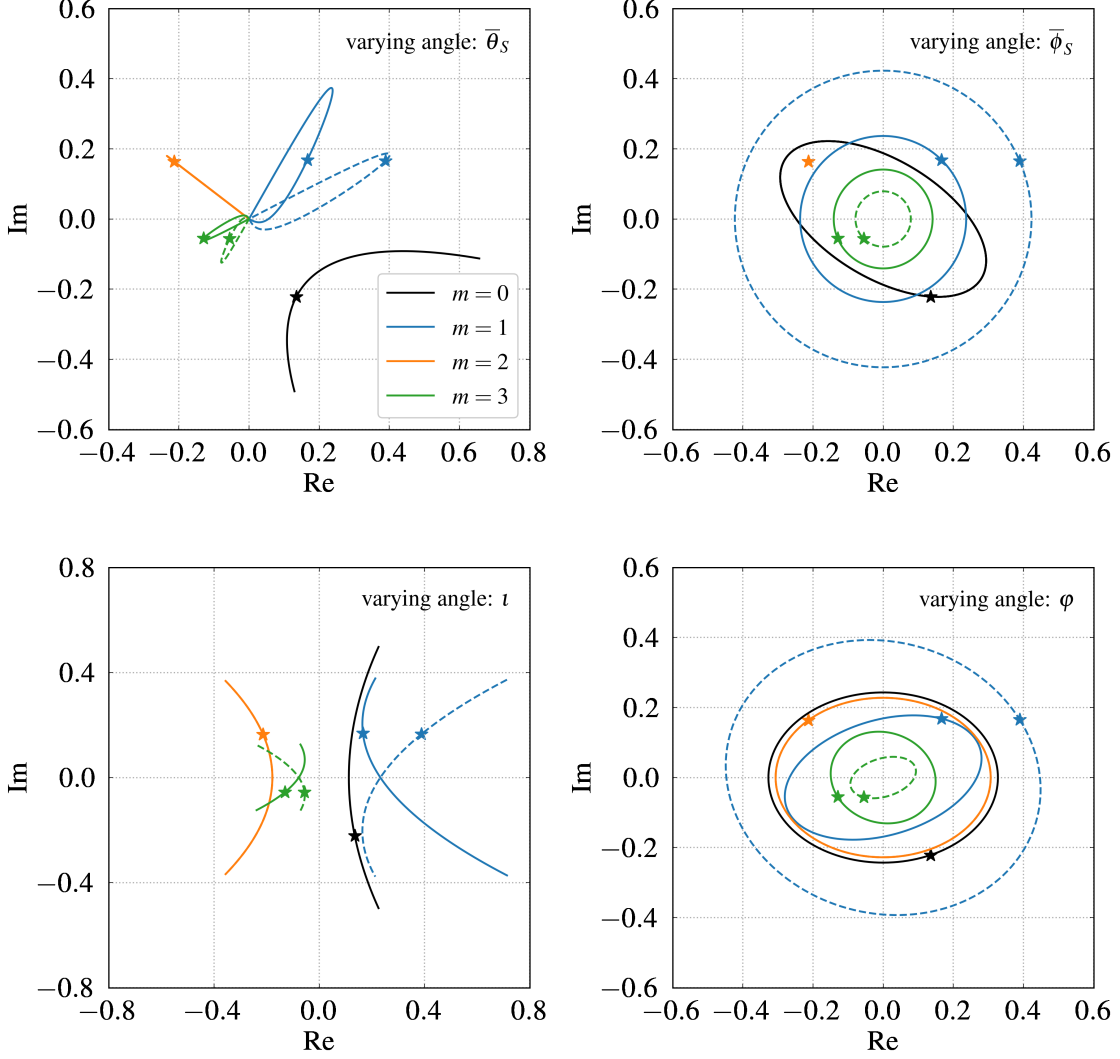 0.6
varying angle: θ̅_S
0.4
0.2
Im
0.0
−0.2
m = 0
m = 1
−0.4
m = 2
m = 3
−0.6
−0.4 −0.2 0.0 0.2 0.4 0.6 0.8
Re
0.6
varying angle: ϕ̅_S
0.4
0.2
Im
0.0
−0.2
−0.4
−0.6
−0.6 −0.4 −0.2 0.0 0.2 0.4 0.6
Re
0.8
varying angle: ι
0.4
Im
0.0
−0.4
−0.8
−0.8 −0.4 0.0 0.4 0.8
Re
0.6
varying angle: φ
0.4
0.2
Im
0.0
−0.2
−0.4
−0.6
−0.6 −0.4 −0.2 0.0 0.2 0.4 0.6
Re